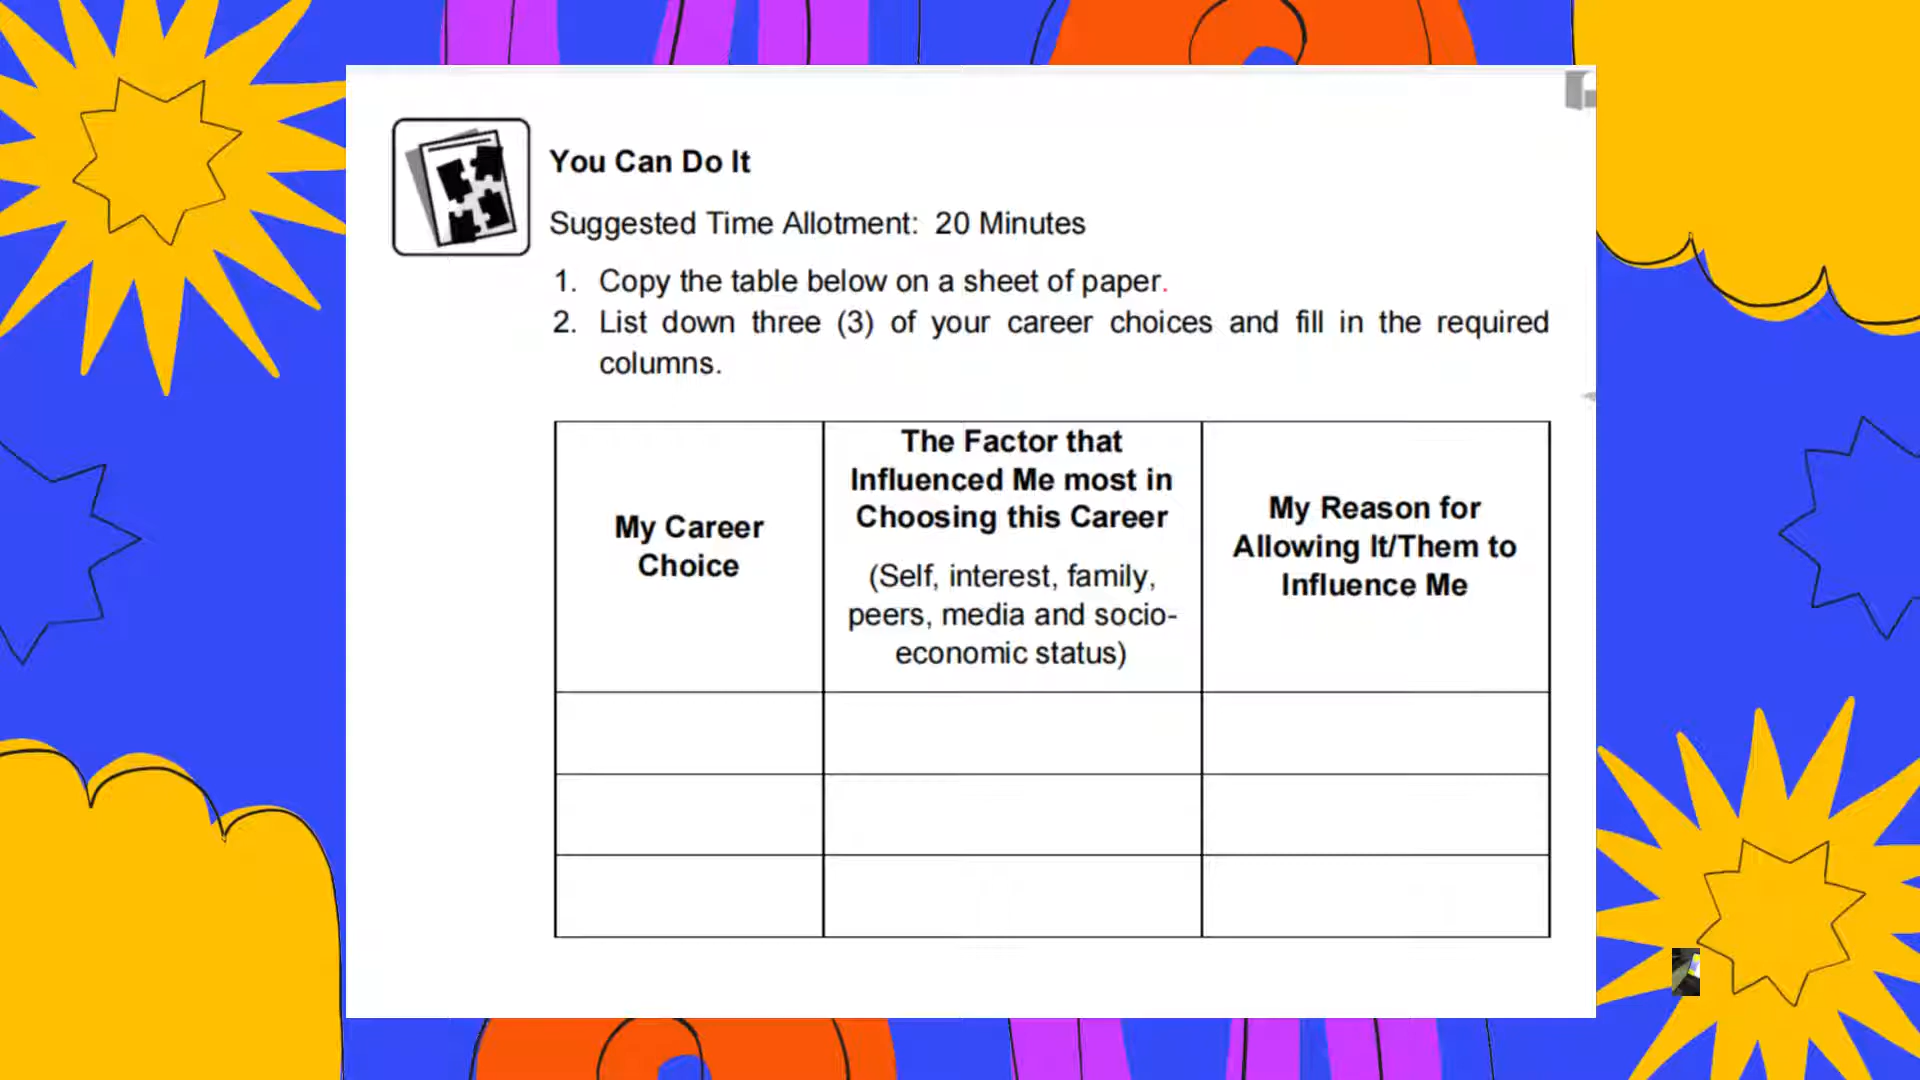 You Can Do It
Suggested Time Allotment: 20 Minutes
1. Copy the table below on a sheet of paper.
2. List down three (3) of your career choices and fill in the required
columns.
My Career
Choice
The Factor that
Influenced Me most in
Choosing this Career
(Self, interest, family,
peers, media and socio-
economic status)
My Reason for
Allowing It/Them to
Influence Me